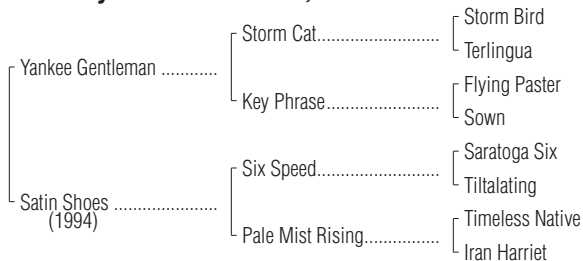 Storm Bird
Storm Cat..............................
Terlingua
Yankee Gentleman ............
Flying Paster
Key Phrase...........................
Sown
Saratoga Six
Six Speed.............................
Tiltalating
Satin Shoes ......................
(1994)
Timeless Native
Pale Mist Rising..................
Iran Harriet